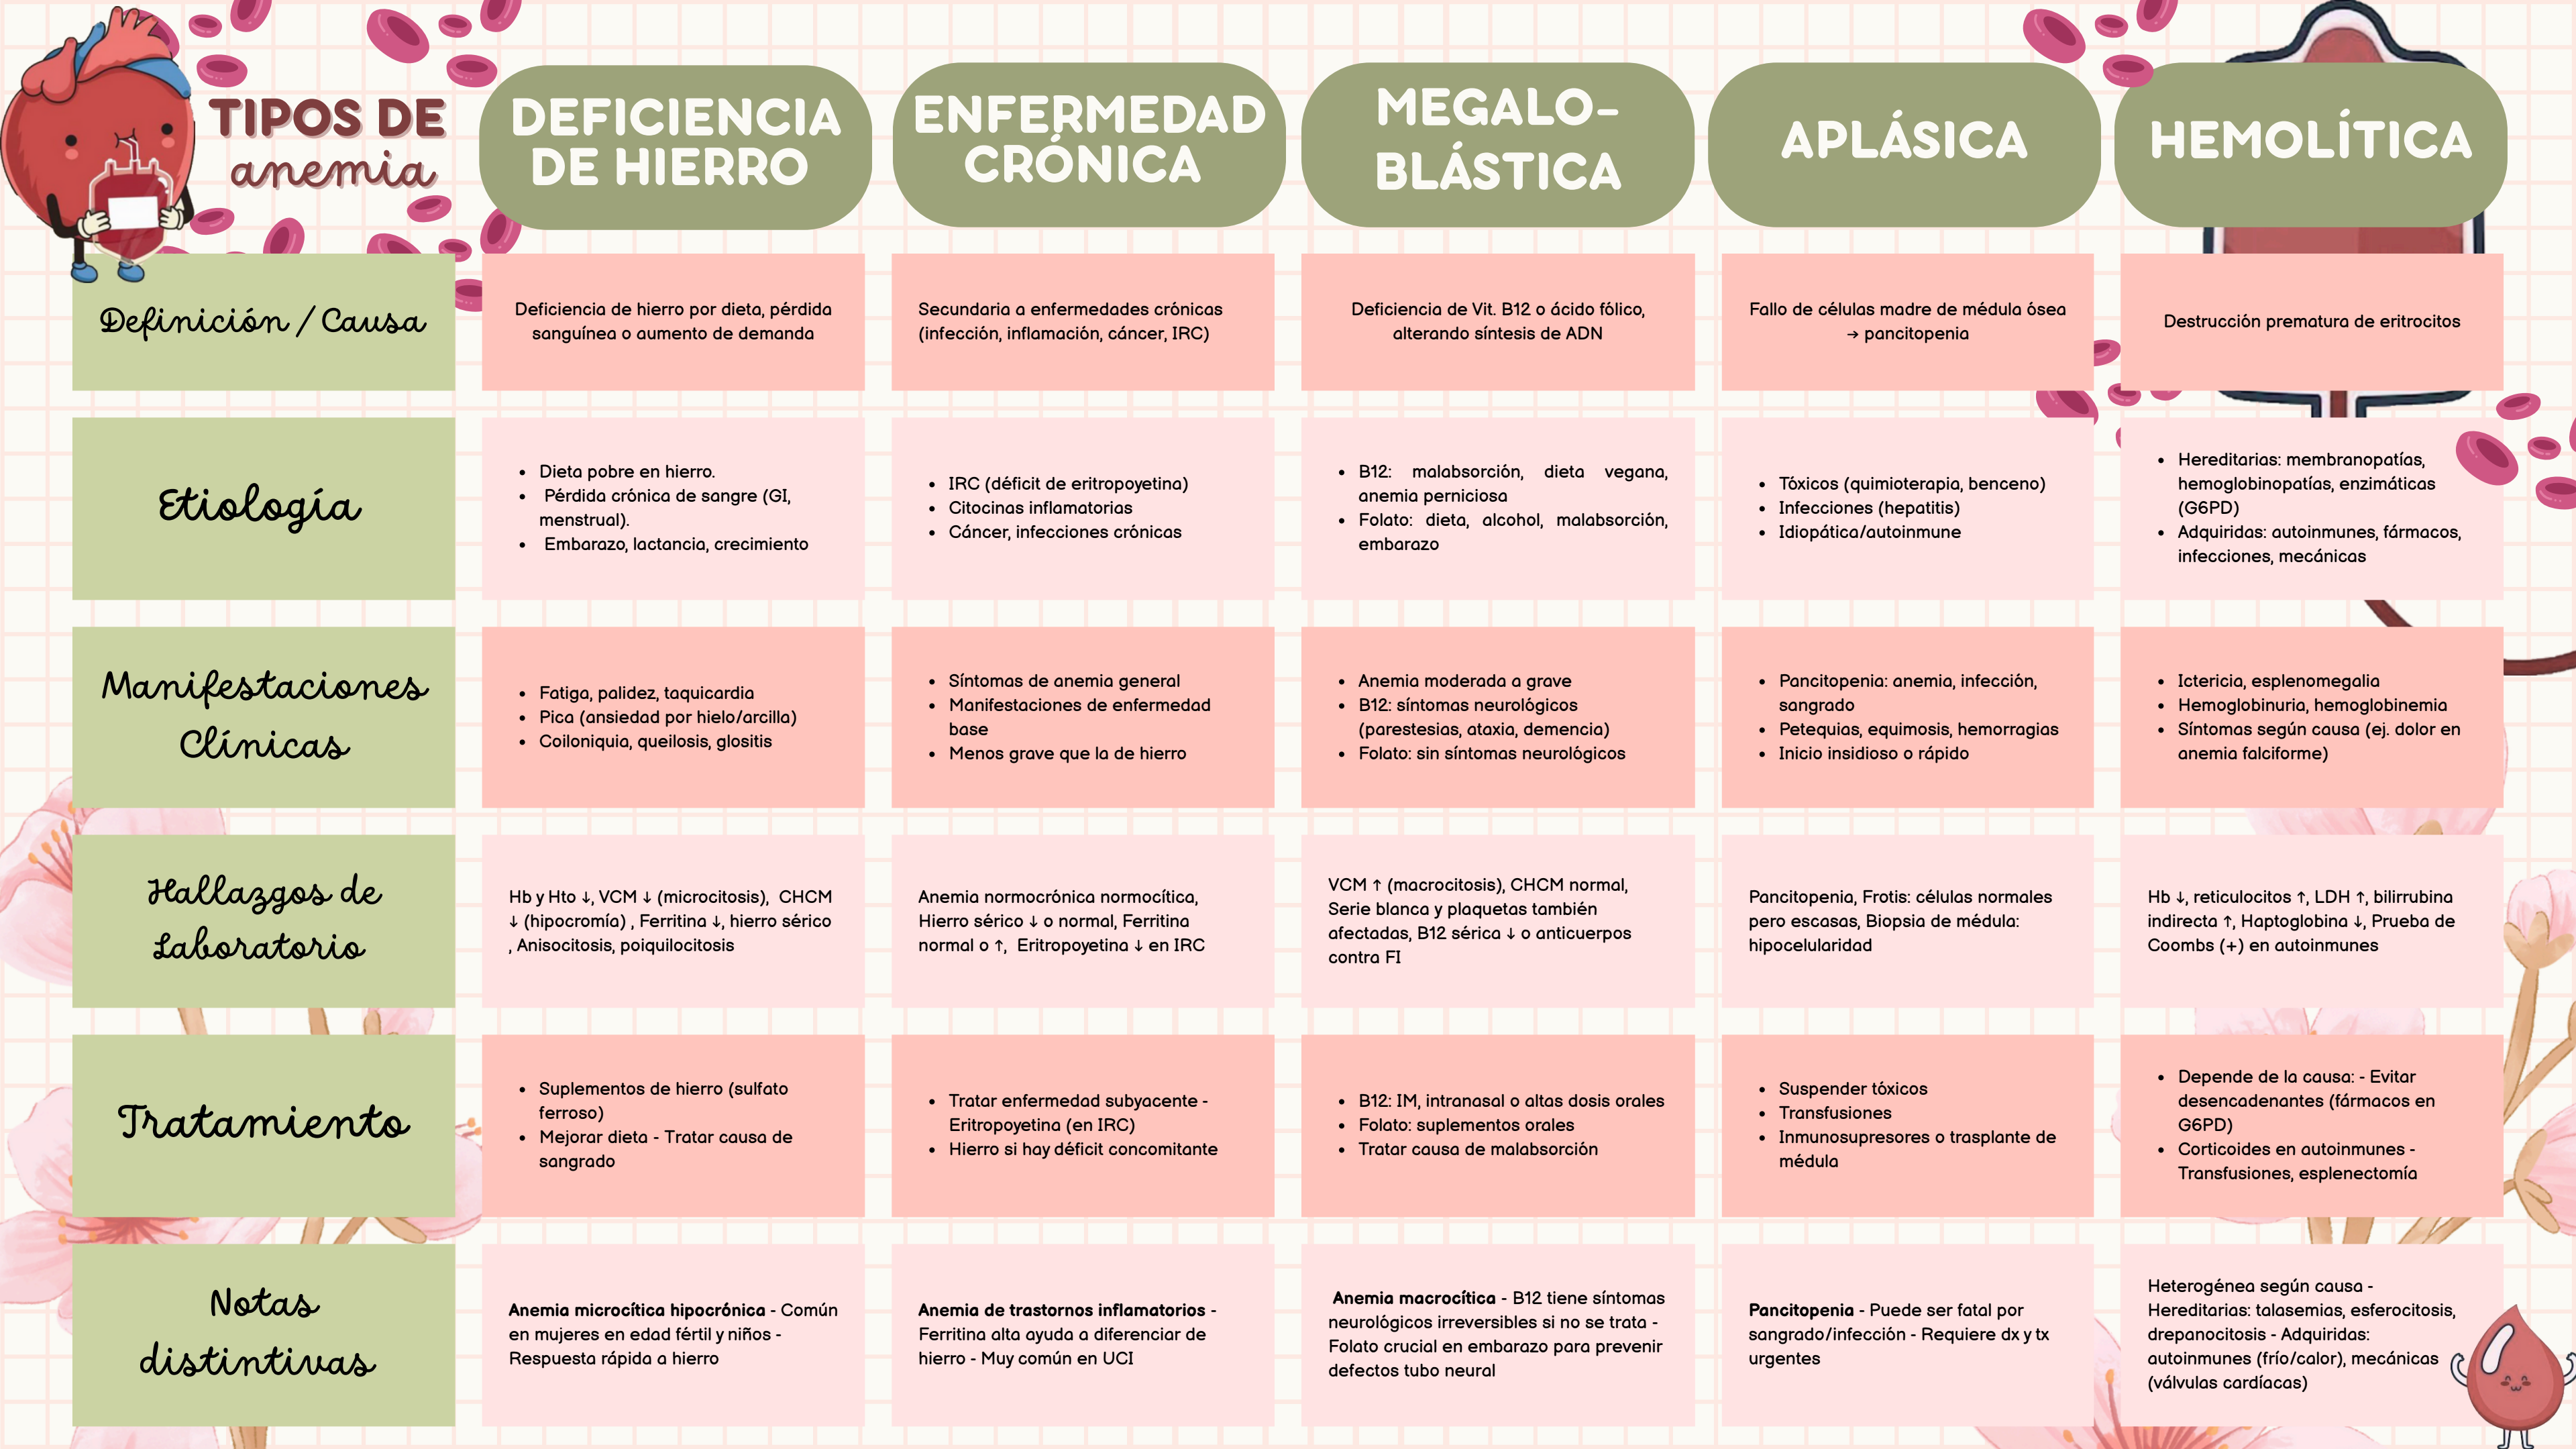 TIPOS DE
anemia
DEFICIENCIA
DE HIERRO
ENFERMEDAD
CRÓNICA
MEGALO-
BLÁSTICA
APLÁSICA
HEMOLÍTICA
Definición / Causa
Deficiencia de hierro por dieta, pérdida
sanguínea o aumento de demanda
Secundaria a enfermedades crónicas
(infección, inflamación, cáncer, IRC)
Deficiencia de Vit. B12 o ácido fólico,
alterando síntesis de ADN
Fallo de células madre de médula ósea
→ pancitopenia
Destrucción prematura de eritrocitos
Etiología
• Dieta pobre en hierro.
• Pérdida crónica de sangre (GI,
menstrual).
• Embarazo, lactancia, crecimiento
• IRC (déficit de eritropoyetina)
• Citocinas inflamatorias
• Cáncer, infecciones crónicas
• B12: malabsorción, dieta vegana,
anemia perniciosa
• Folato: dieta, alcohol, malabsorción,
embarazo
• Tóxicos (quimioterapia, benceno)
• Infecciones (hepatitis)
• Idiopática/autoinmune
• Hereditarias: membranopatías,
hemoglobinopatías, enzimáticas
(G6PD)
• Adquiridas: autoinmunes, fármacos,
infecciones, mecánicas
Manifestaciones
Clínicas
• Fatiga, palidez, taquicardia
• Pica (ansiedad por hielo/arcilla)
• Coiloniquia, queilosis, glositis
• Síntomas de anemia general
• Manifestaciones de enfermedad
base
• Menos grave que la de hierro
• Anemia moderada a grave
• B12: síntomas neurológicos
(parestesias, ataxia, demencia)
• Folato: sin síntomas neurológicos
• Pancitopenia: anemia, infección,
sangrado
• Petequias, equimosis, hemorragias
• Inicio insidioso o rápido
• Ictericia, esplenomegalia
• Hemoglobinuria, hemoglobinemia
• Síntomas según causa (ej. dolor en
anemia falciforme)
Hallazgos de
Laboratorio
Hb y Hto ↓, VCM ↓ (microcitosis), CHCM
↓ (hipocromía) , Ferritina ↓, hierro sérico
, Anisocitosis, poiquilocitosis
Anemia normocrónica normocítica,
Hierro sérico ↓ o normal, Ferritina
normal o ↑, Eritropoyetina ↓ en IRC
VCM ↑ (macrocitosis), CHCM normal,
Serie blanca y plaquetas también
afectadas, B12 sérica ↓ o anticuerpos
contra FI
Pancitopenia, Frotis: células normales
pero escasas, Biopsia de médula:
hipocelularidad
Hb ↓, reticulocitos ↑, LDH ↑, bilirrubina
indirecta ↑, Haptoglobina ↓, Prueba de
Coombs (+) en autoinmunes
Tratamiento
• Suplementos de hierro (sulfato
ferroso)
• Mejorar dieta - Tratar causa de
sangrado
• Tratar enfermedad subyacente -
Eritropoyetina (en IRC)
• Hierro si hay déficit concomitante
• B12: IM, intranasal o altas dosis orales
• Folato: suplementos orales
• Tratar causa de malabsorción
• Suspender tóxicos
• Transfusiones
• Inmunosupresores o trasplante de
médula
• Depende de la causa: - Evitar
desencadenantes (fármacos en
G6PD)
• Corticoides en autoinmunes -
Transfusiones, esplenectomía
Notas
distintivas
Anemia microcítica hipocrónica - Común
en mujeres en edad fértil y niños -
Respuesta rápida a hierro
Anemia de trastornos inflamatorios -
Ferritina alta ayuda a diferenciar de
hierro - Muy común en UCI
Anemia macrocítica - B12 tiene síntomas
neurológicos irreversibles si no se trata -
Folato crucial en embarazo para prevenir
defectos tubo neural
Pancitopenia - Puede ser fatal por
sangrado/infección - Requiere dx y tx
urgentes
Heterogénea según causa -
Hereditarias: talasemias, esferocitosis,
drepanocitosis - Adquiridas:
autoinmunes (frío/calor), mecánicas
(válvulas cardíacas)